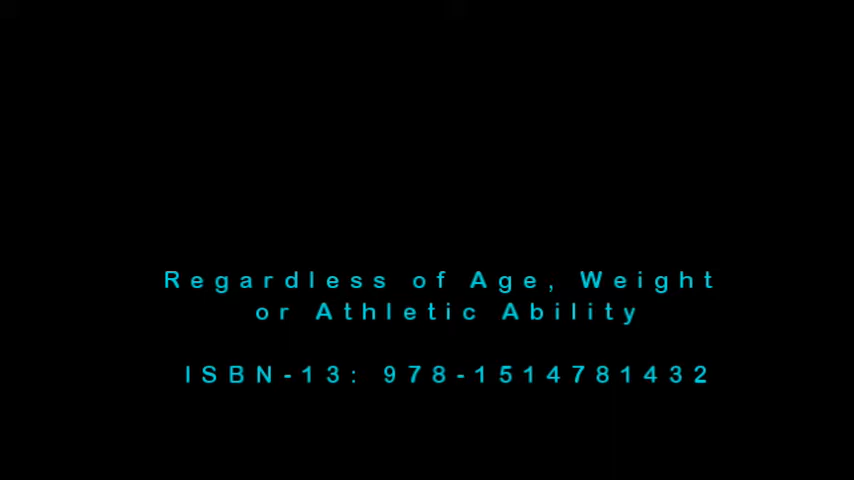 Regardless of Age, Weight
or Athletic Ability
ISBN-13: 978-1514781432